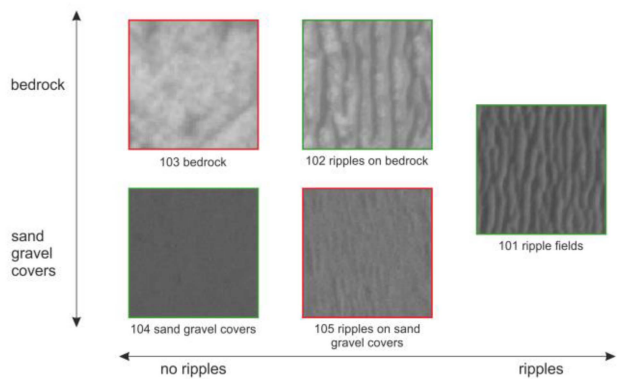 bedrock
103 bedrock
102 ripples on bedrock
101 ripple fields
sand
gravel
covers
104 sand gravel covers
105 ripples on sand
gravel covers
no ripples
ripples